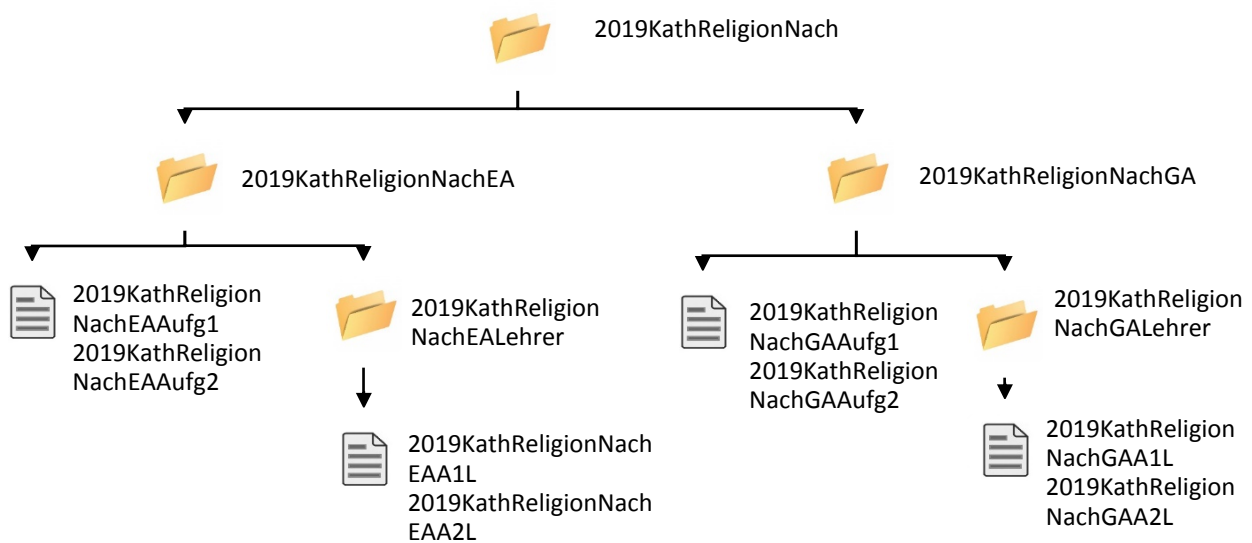 2019KathReligionNach
2019KathReligionNachEA
2019KathReligionNachGA
2019KathReligion
NachEAAufg1
2019KathReligion
NachEAAufg2
2019KathReligion
NachEALehrer
2019KathReligion
NachGAAufg1
2019KathReligion
NachGAAufg2
2019KathReligion
NachGALehrer
2019KathReligionNach
EAA1L
2019KathReligionNach
EAA2L
2019KathReligion
NachGAA1L
2019KathReligion
NachGAA2L